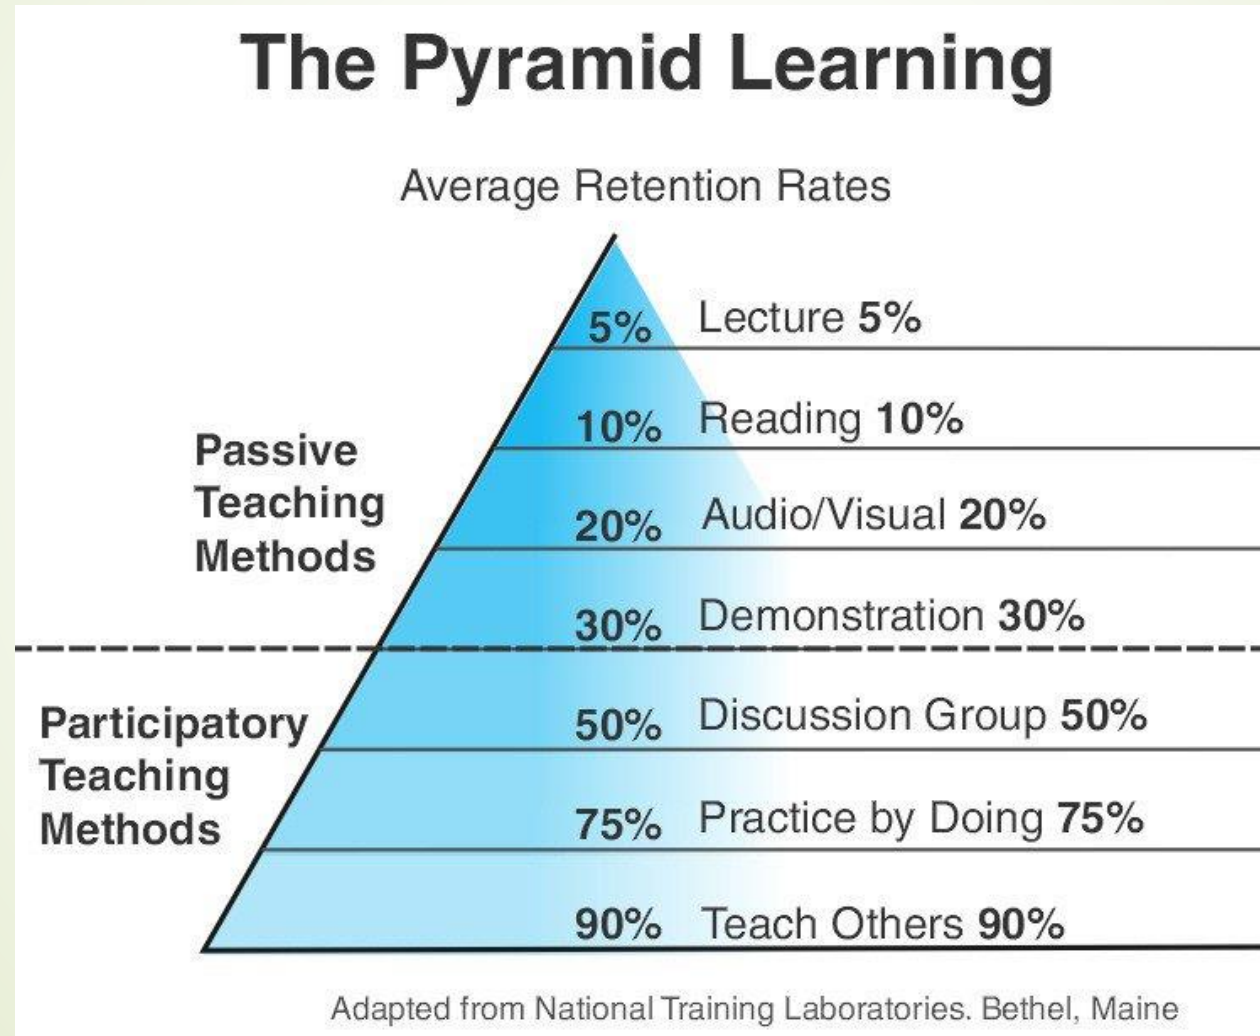 The Pyramid Learning
Average Retention Rates
5% Lecture 5%
10% Reading 10%
Passive
Teaching
Methods
20% Audio/Visual 20%
30% Demonstration 30%
Participatory
Teaching
Methods
50% Discussion Group 50%
75% Practice by Doing 75%
90% Teach Others 90%
Adapted from National Training Laboratories. Bethel, Maine